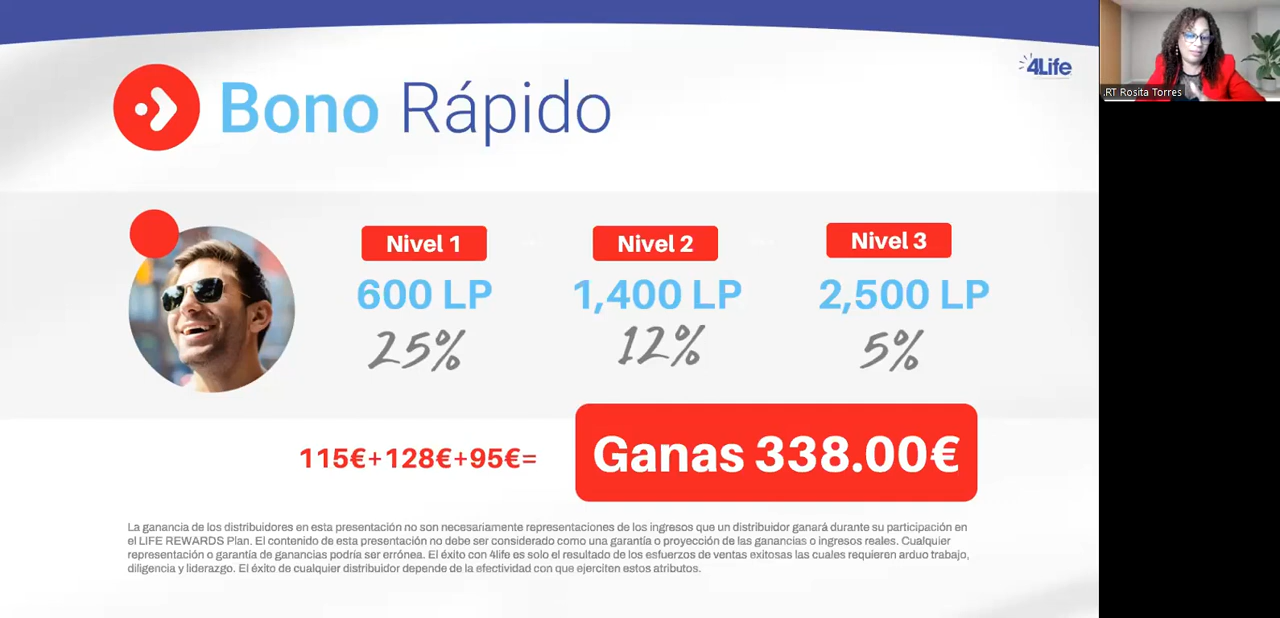 4Life
.RT Rosita Torres
Bono Rápido
Nivel 1
Nivel 2
Nivel 3
600 LP
1,400 LP
2,500 LP
25%
12%
5%
115€+128€+95€=
Ganas 338.00€
La ganancia de los distribuidores en esta presentación no son necesariamente representaciones de los ingresos que un distribuidor ganará durante su participación en
el LIFE REWARDS Plan. El contenido de esta presentación no debe ser considerado como una garantía o proyección de las ganancias o ingresos reales. Cualquier
representación o garantía de ganancias podría ser errónea. El éxito con 4life es solo el resultado de los esfuerzos de ventas exitosas las cuales requieren arduo trabajo,
diligencia y liderazgo. El éxito de cualquier distribuidor depende de la efectividad con que ejerciten estos atributos.